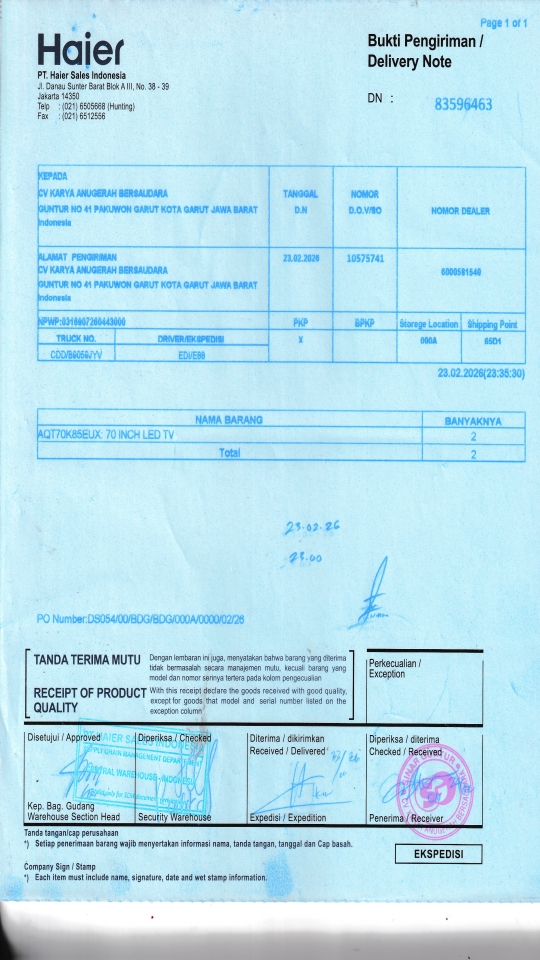 Page 1 of 1
Haier
Bukti Pengiriman /
Delivery Note
PT. Haier Sales Indonesia
Jl. Danau Sunter Barat Blok A III, No. 38 - 39
Jakarta 14350
Telp : (021) 6505668 (Hunting)
Fax : (021) 6512556
DN : 83596463
KEPADA
CV KARYA ANUGERAH BERSAUDARA
GUNTUR NO 41 PAKUWON GARUT KOTA GARUT JAWA BARAT
Indonesia
TANGGAL
D.N
NOMOR
D.O.V/SO
NOMOR DEALER
ALAMAT PENGIRIMAN
CV KARYA ANUGERAH BERSAUDARA
GUNTUR NO 41 PAKUWON GARUT KOTA GARUT JAWA BARAT
Indonesia
23.02.2026
10575741
6000581540
PKP BPKP Storege Location Shipping Point
TRUCK NO. DRIVER/EKSPEDISI X 000A 65D1
EDI/E86
23.02.2026(23:35:30)
NAMA BARANG BANYAKNYA
AQT70K85EUX: 70 INCH LED TV 2
Total 2
23.02.26
23.00
PO Number:DS054/00/BDG/BDG/000A/0000/02/26
TANDA TERIMA MUTU
Dengan lembaran ini juga, menyatakan bahwa barang yang diterima
tidak bermasalah secara manajemen mutu, kecuali barang yang
model dan nomor serinya tertera pada kolom pengecualian
RECEIPT OF PRODUCT
QUALITY
With this receipt declare the goods received with good quality,
except for goods that model and serial number listed on the
exception column
Perkecualian /
Exception
Disetujui / Approved
Diperiksa / Checked
Diterima / dikirimkan
Received / Delivered
Diperiksa / diterima
Checked / Received
PT.HAIER SALES INDONESIA
SUPPLY CHAIN MANAGEMENT DEPARTEMENT
CENTRAL WAREHOUSE - INDONESIA
Kep. Bag. Gudang
Warehouse Section Head
Security Warehouse
Expedisi / Expedition
Penerima / Receiver
Tanda tangan/cap perusahaan
*) Setiap penerimaan barang wajib menyertakan informasi nama, tanda tangan, tanggal dan Cap basah.
EKSPEDISI
Company Sign / Stamp
*) Each item must include name, signature, date and wet stamp information.